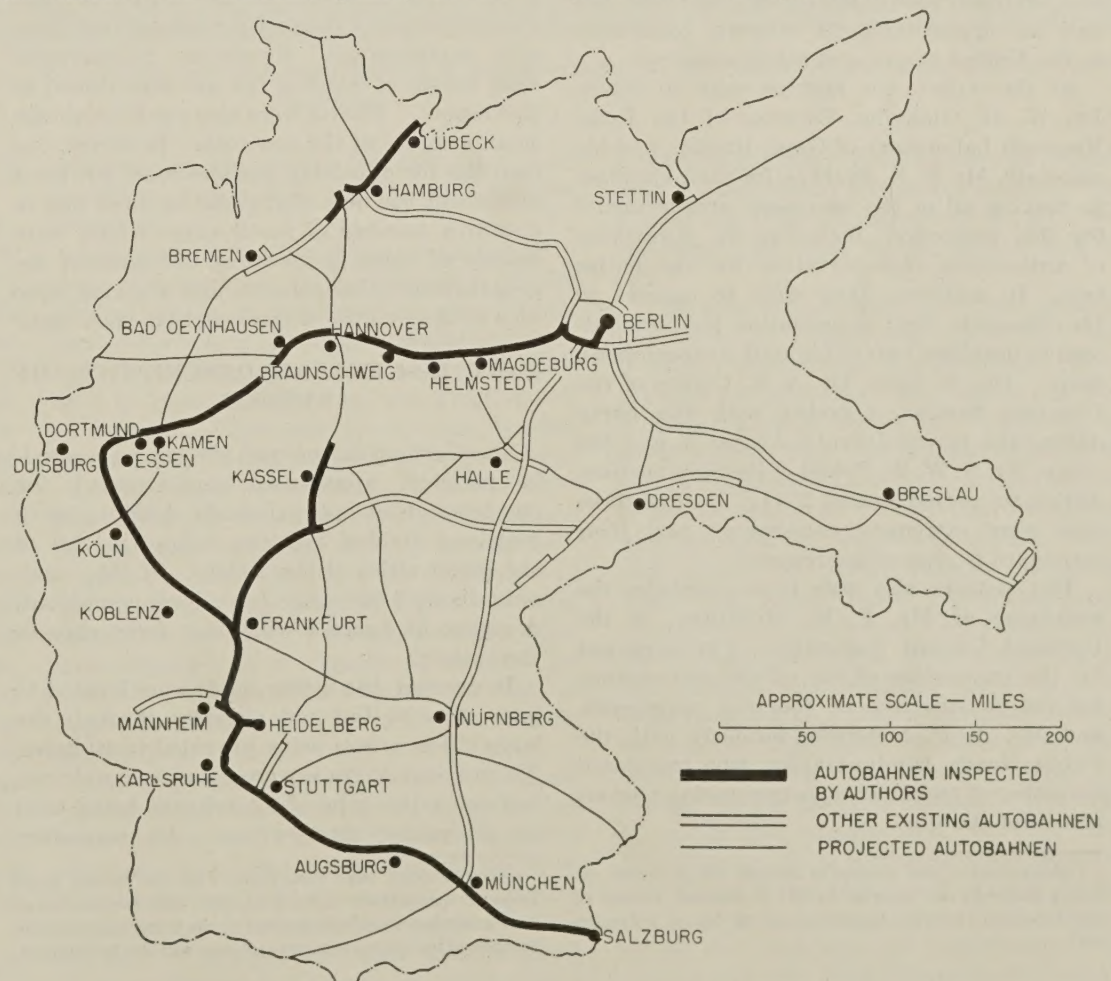 LÜBECK
HAMBURG
STETTIN
BREMEN
BERLIN
BAD OEYNHAUSEN
HANNOVER
BRAUNSCHWEIG
HELMSTEDT
MAGDEBURG
DORTMUND
KAMEN
DUISBURG
ESSEN
KASSEL
HALLE
DRESDEN
BRESLAU
KÖLN
KOBLENZ
FRANKFURT
MANNHEIM
HEIDELBERG
NÜRNBERG
KARLSRUHE
STUTTGART
AUGSBURG
MÜNCHEN
SALZBURG
APPROXIMATE SCALE — MILES
0 50 100 150 200
AUTOBAHNEN INSPECTED
BY AUTHORS
OTHER EXISTING AUTOBAHNEN
PROJECTED AUTOBAHNEN